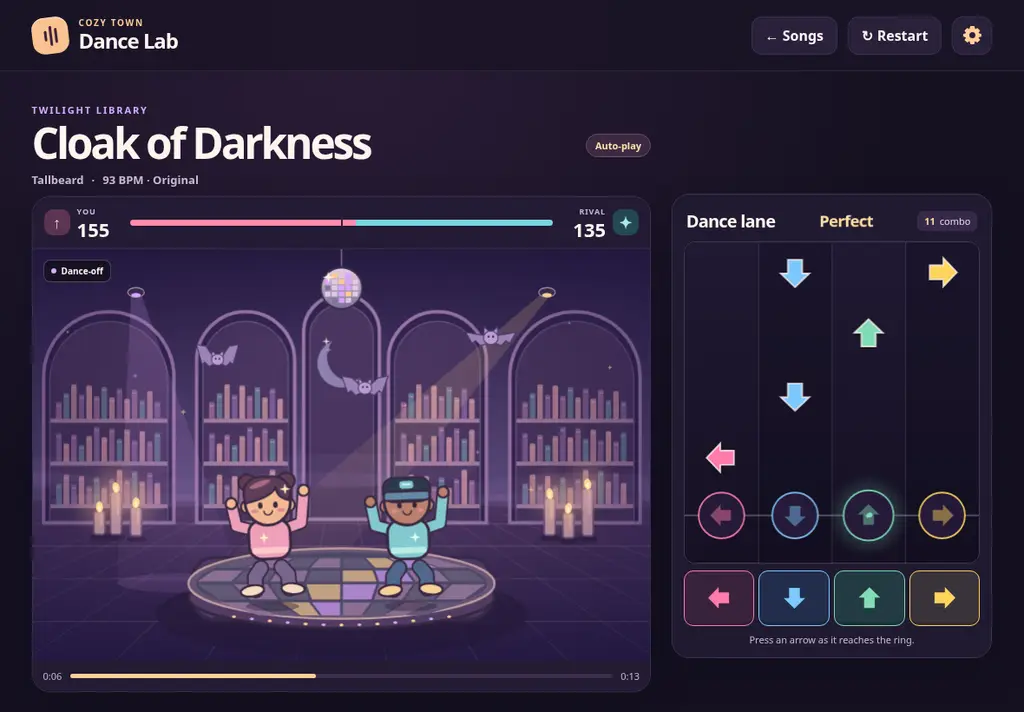 COZY TOWN
Dance Lab
← Songs
↻ Restart
TWILIGHT LIBRARY
Cloak of Darkness
Auto-play
Tallbeard · 93 BPM · Original
↑
YOU
155
RIVAL
135
Dance-off
0:06
0:13
Dance lane
Perfect
11 combo
Press an arrow as it reaches the ring.